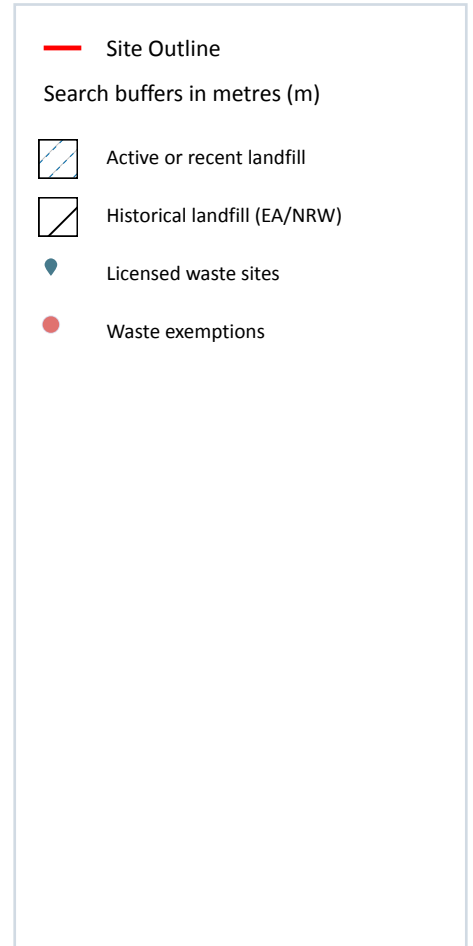 Site Outline
Search buffers in metres (m)
Active or recent landfill
Historical landfill (EA/NRW)
Licensed waste sites
Waste exemptions